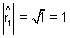 |r̂₁| = √1 = 1